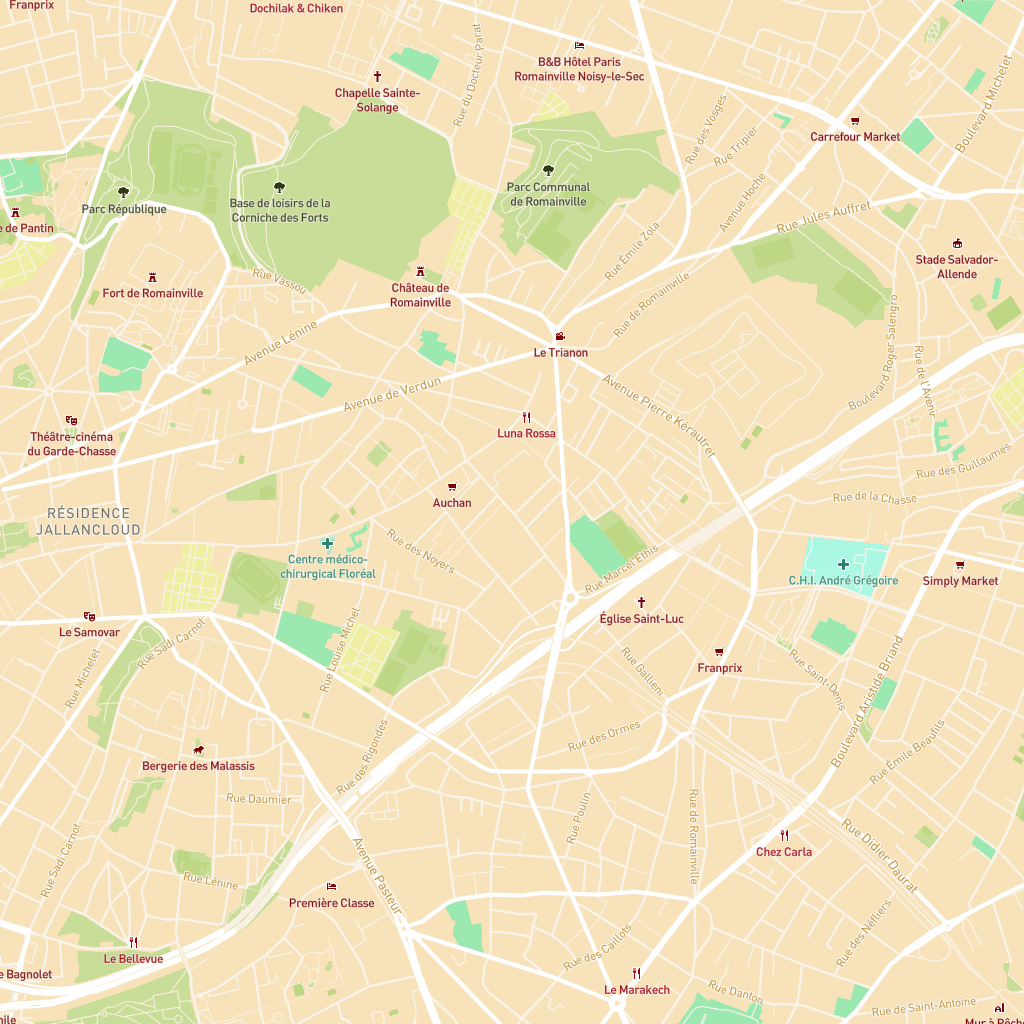 Franprix
Dochilak & Chiken
B&B Hôtel Paris
Romainville Noisy-le-Sec
Rue du Docteur Parat
Chapelle Sainte-
Solange
Boulevard Michelet
Rue des Vosges
Carrefour Market
Rue Tripier
Parc Communal
de Romainville
Avenue Hoche
Parc République
Base de loisirs de la
Corniche des Forts
Rue Jules Auffret
e de Pantin
Rue Émile Zola
Stade Salvador-
Allende
Rue Vassou
Fort de Romainville
Château de
Romainville
Rue de Romainville
Boulevard Roger Salengro
Avenue Lénine
Le Trianon
Avenue de Verdun
Avenue Pierre Kérautret
Rue de l'Avenir
Théâtre-cinéma
du Garde-Chasse
Luna Rossa
Rue des Guillaumes
Auchan
Rue de la Chasse
RÉSIDENCE
JALLANCLOUD
Rue des Noyers
Centre médico-
chirurgical Floréal
Rue Marcel Ethis
C.H.I. André Grégoire
Simply Market
Le Samovar
Rue Sadi Carnot
Rue Louise Michel
Église Saint-Luc
Rue Michelet
Rue Gallieni
Franprix
Rue Saint-Denis
Boulevard Aristide Briand
Rue des Ormes
Rue Émile Beaufils
Bergerie des Malassis
Rue des Rigondes
Rue Daumier
Rue Poulin
Rue de Romainville
Chez Carla
Rue Didier Daurat
Rue Sadi Carnot
Avenue Pasteur
Rue Lénine
Première Classe
Rue des Nélliers
Le Bellevue
Rue des Caillots
e Bagnolet
Le Marakech
Rue Danton
Rue de Saint-Antoine
mile
Mur à Pêch